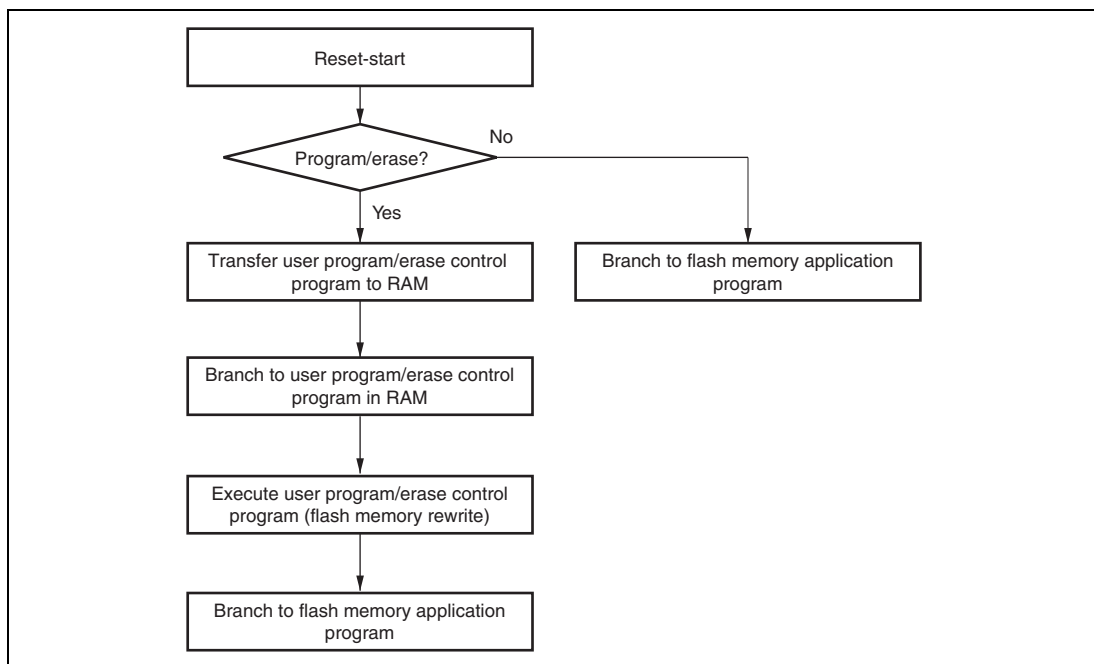 Reset-start
No
Program/erase?
Yes
Transfer user program/erase control
program to RAM
Branch to flash memory application
program
Branch to user program/erase control
program in RAM
Execute user program/erase control
program (flash memory rewrite)
Branch to flash memory application
program